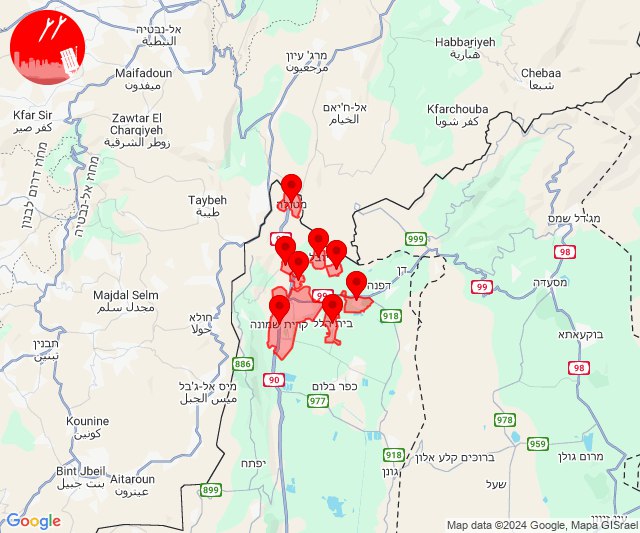 אל-נבטיה
النبطية
Habbariyeh
هبارية
מרג' עיון
مرجعيون
Maifadoun
ميفدون
Chebaa
شبعا
אל-ח'יאם
الخيام
Kfarchouba
كفر شوبا
Kfar Sir
كفر صير
Zawtar El
Charqiyeh
زوطر الشرقية
מחוז דרום לבנון
מחוז אל-נבטיה
Taybeh
طيبة
מטולה
מג'דל שמס
999
98
דן
דפנה
99
מסעדה
Majdal Selm
مجدل سلم
חולא
حولا
קרית שמונה
בית הלל
918
בוקעאתא
תבנין
تبنين
886
90
מיס אל-ג'בל
ميس الجبل
כפר בלום
977
98
Kounine
كونين
978
959
918
ברוכים קלע אלון
מרום גולן
Bint Jbeil
بنت جبيل
Aitaroun
عيترون
יפתח
גונן
899
שעל
Google
Map data ©2024 Google, Mapa GISrael